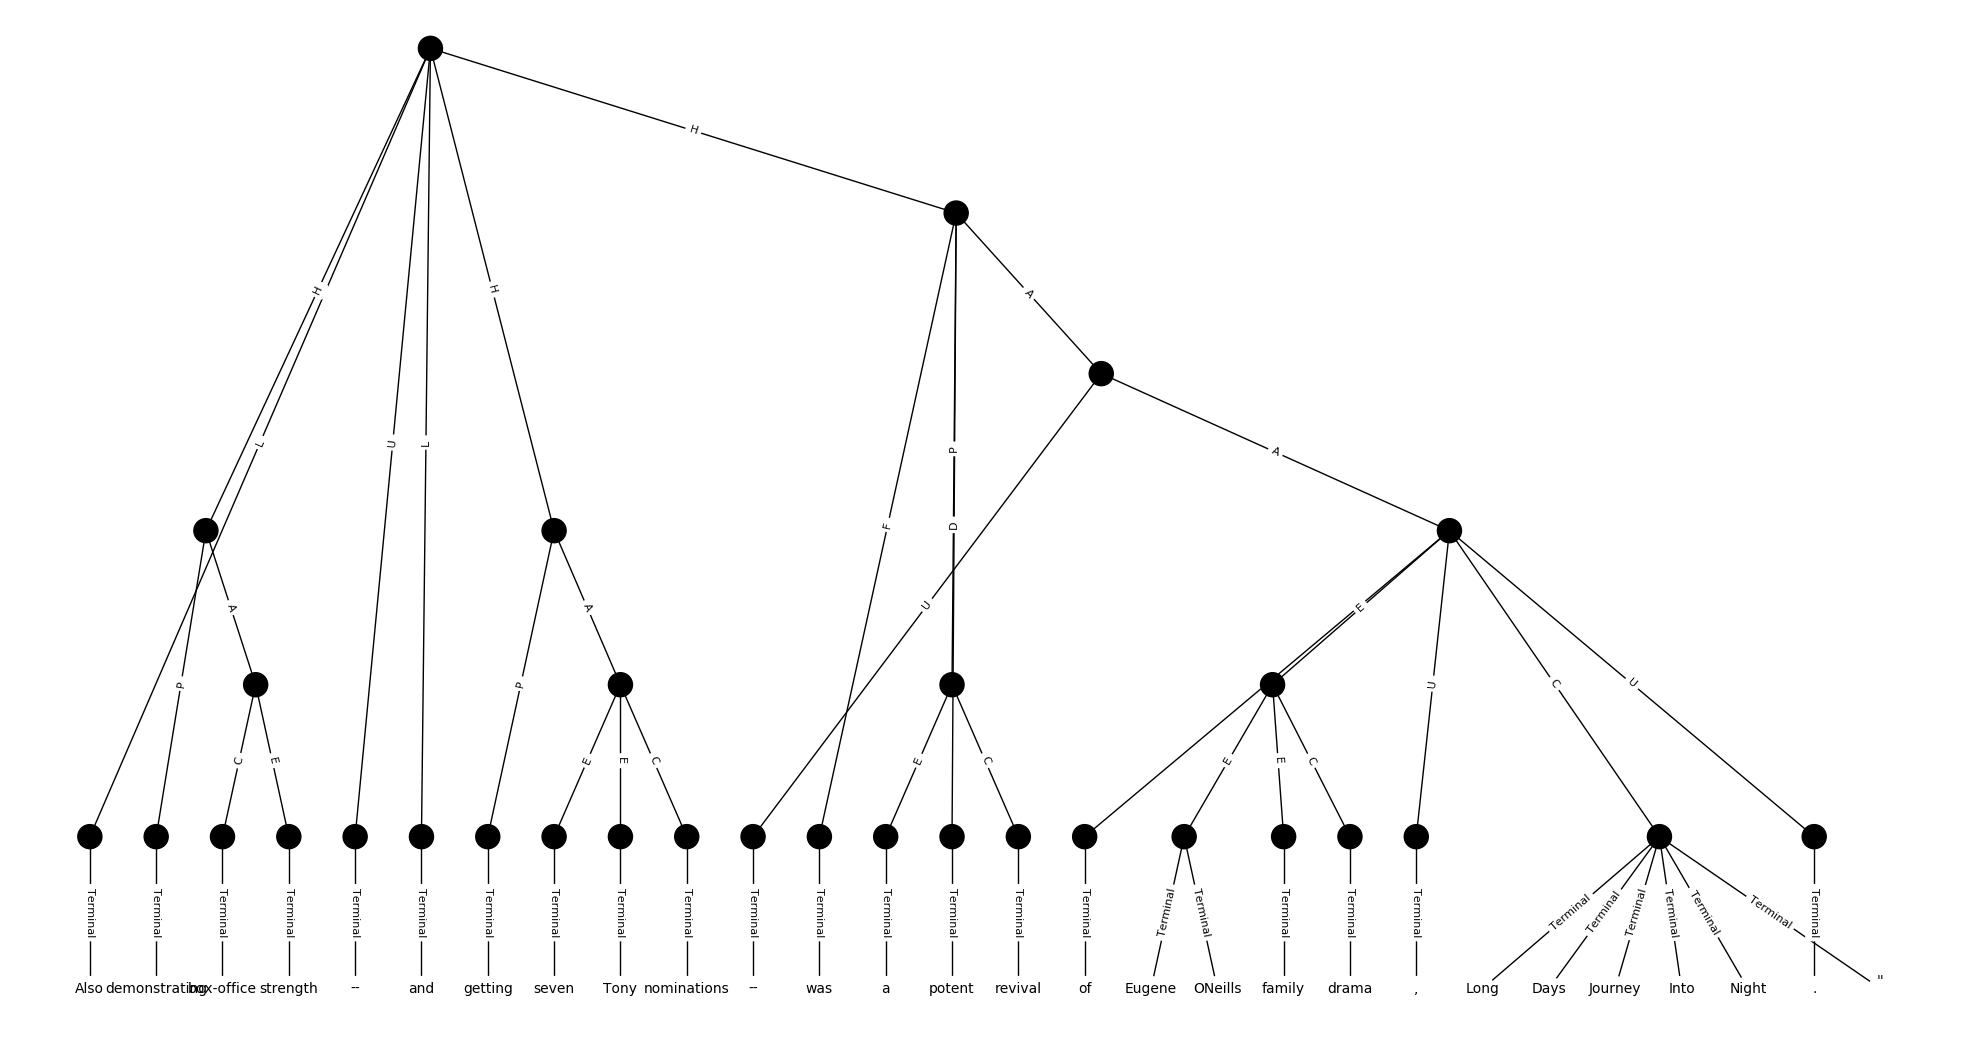 H
A
H H
L U L P A
F D
A E U
P A P E C U
C E E E C E C E E C
Terminal Terminal Terminal Terminal Terminal Terminal Terminal Terminal Terminal Terminal Terminal Terminal Terminal Terminal Terminal Terminal Terminal Terminal Terminal Terminal Terminal Terminal Terminal Terminal Terminal Terminal Terminal Terminal
Also demonstrating box-office strength -- and getting seven Tony nominations -- was a potent revival of Eugene ONeills family drama , Long Days Journey Into Night . "